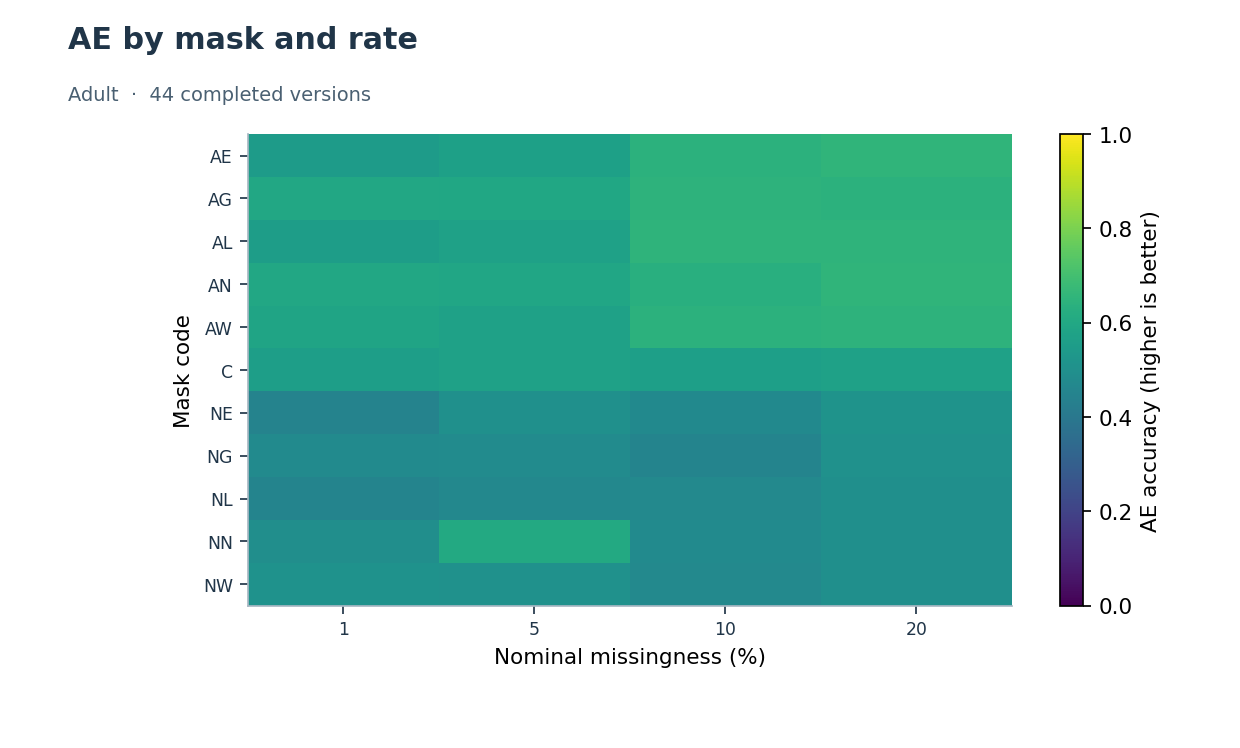 AE by mask and rate
Adult · 44 completed versions
AE
AG
AL
AN
AW
C
NE
NG
NL
NN
NW
Mask code
1 5 10 20
Nominal missingness (%)
1.0
0.8
0.6
0.4
0.2
0.0
AE accuracy (higher is better)